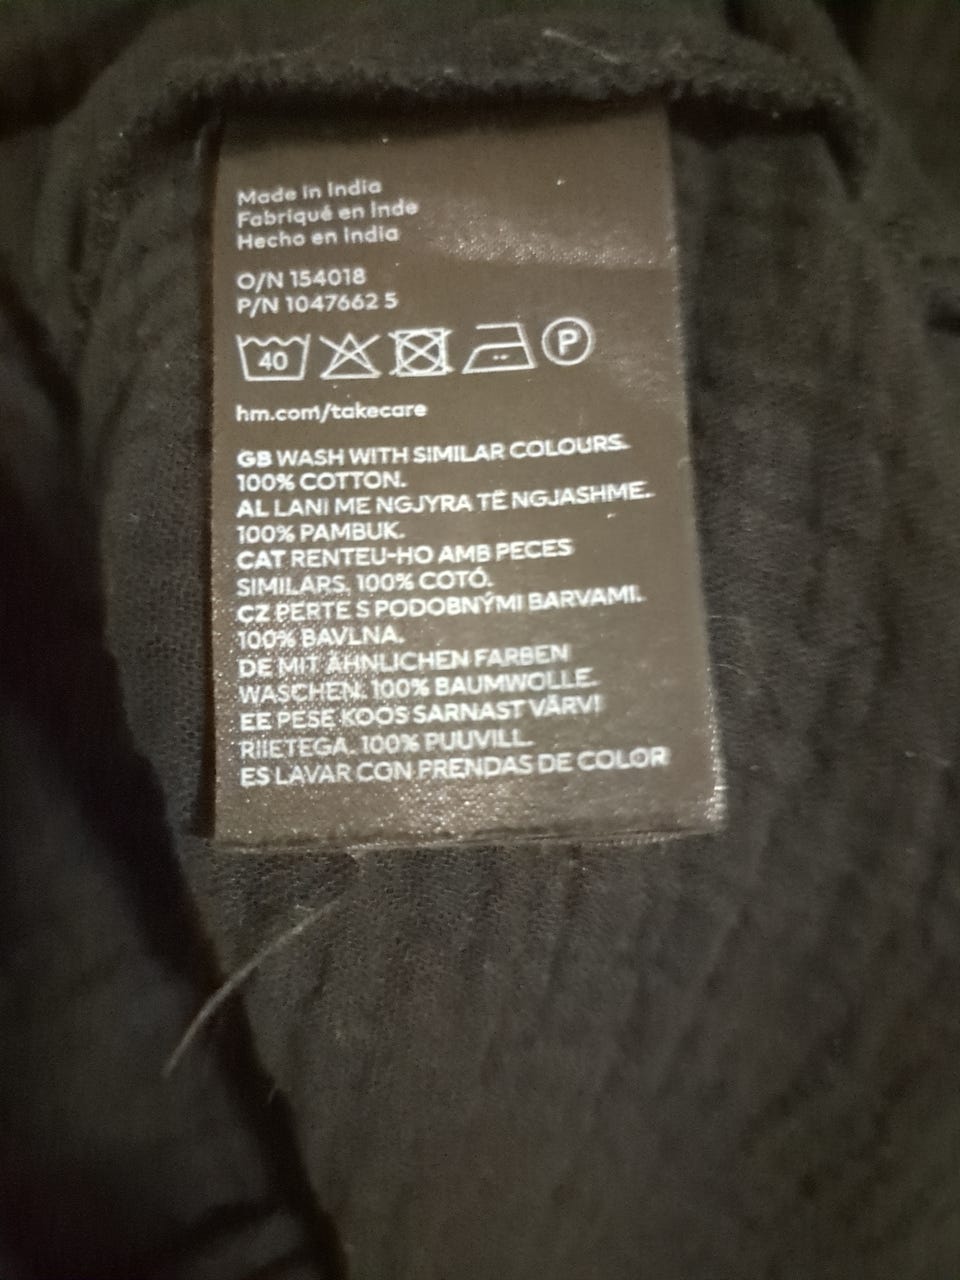 Made in India
Fabriqué en Inde
Hecho en India
O/N 154018
P/N 1047662 5
40 P
hm.com/takecare
GB WASH WITH SIMILAR COLOURS.
100% COTTON.
AL LANI ME NGJYRA TË NGJASHME.
100% PAMBUK.
CAT RENTEU-HO AMB PECES
SIMILARS. 100% COTÓ.
CZ PERTE S PODOBNÝMI BARVAMI.
100% BAVLNA.
DE MIT ÄHNLICHEN FARBEN
WASCHEN. 100% BAUMWOLLE.
EE PESE KOOS SARNAST VÄRVI
RIIETEGA. 100% PUUVILL.
ES LAVAR CON PRENDAS DE COLOR